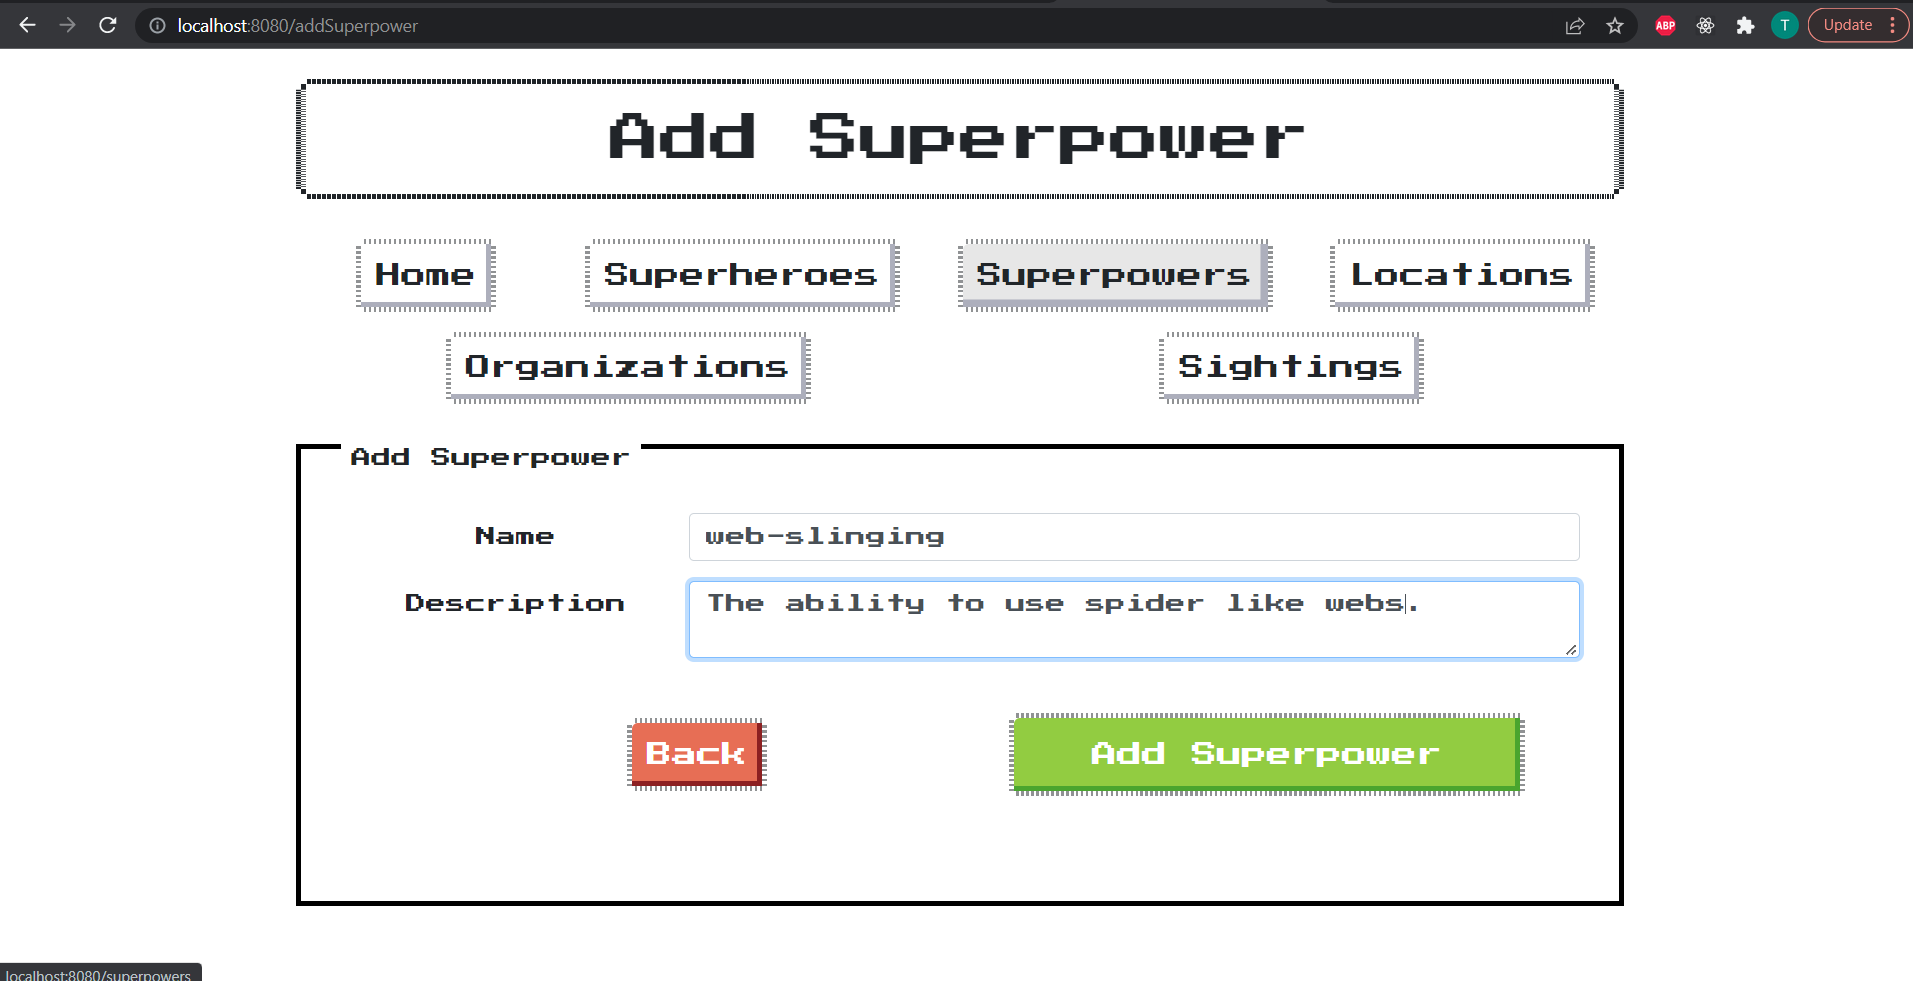 localhost:8080/addSuperpower
ABP
T
Update
Add Superpower
Home Superheroes Superpowers Locations
Organizations Sightings
Add Superpower
Name web-slinging
Description The ability to use spider like webs.
Back Add Superpower
localhost:8080/superpowers